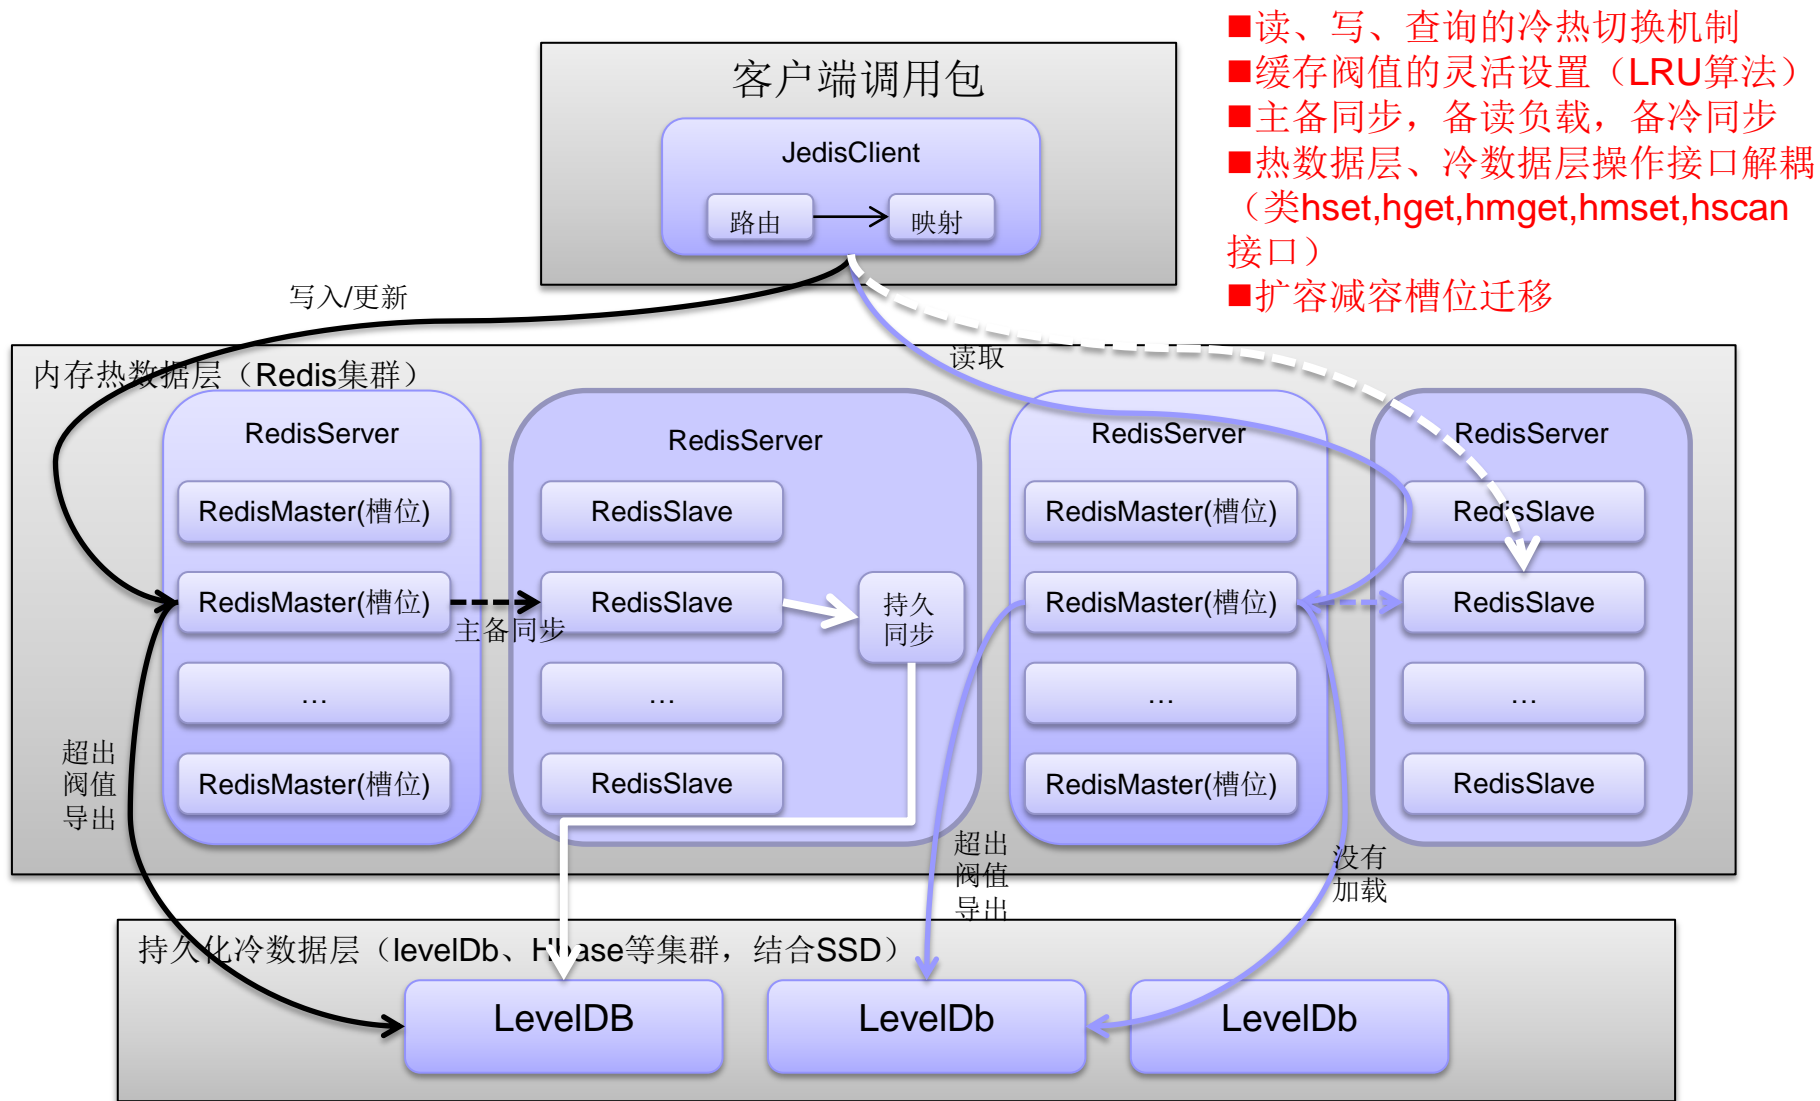 ■读、写、查询的冷热切换机制
■缓存阀值的灵活设置（LRU算法）
■主备同步，备读负载，备冷同步
■热数据层、冷数据层操作接口解耦
（类hset,hget,hmget,hmset,hscan
接口）
■扩容减容槽位迁移
客户端调用包
JedisClient
路由
映射
写入/更新
读取
内存热数据层（Redis集群）
RedisServer
RedisServer
RedisServer
RedisServer
RedisMaster(槽位)
RedisSlave
RedisMaster(槽位)
RedisSlave
RedisMaster(槽位)
主备同步
RedisSlave
持久
同步
RedisMaster(槽位)
RedisSlave
…
…
…
…
RedisMaster(槽位)
RedisSlave
RedisMaster(槽位)
RedisSlave
超出
阀值
导出
超出
阀值
导出
没有
加载
持久化冷数据层（levelDb、Hbase等集群，结合SSD）
LevelDB
LevelDb
LevelDb